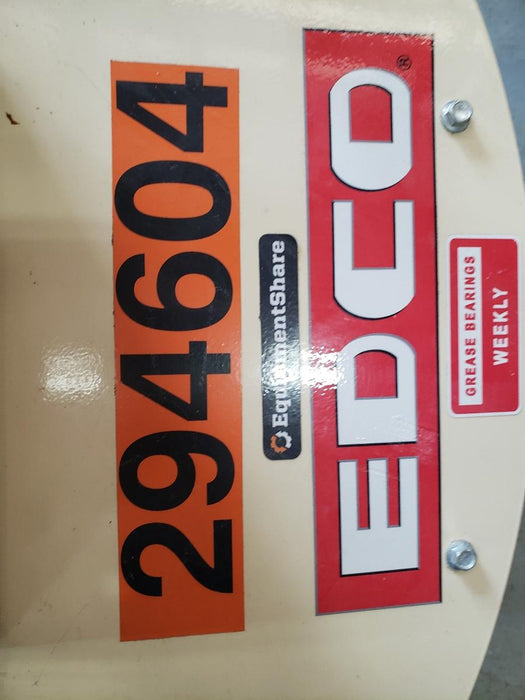 294604
EquipmentShare
EDCO®
GREASE BEARINGS
WEEKLY